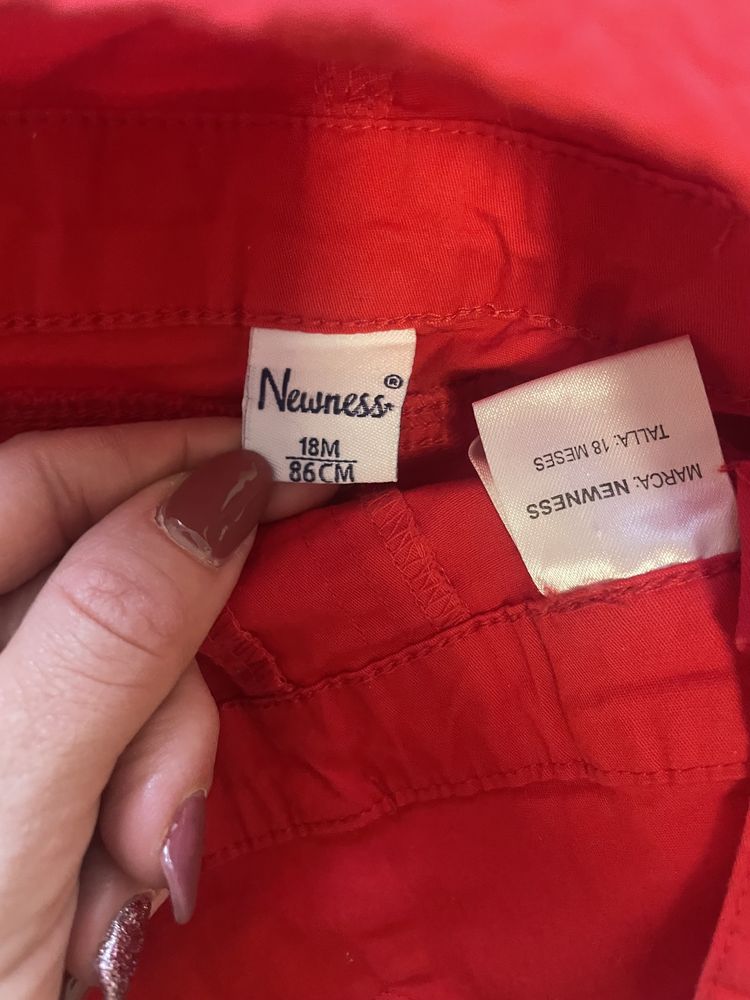 Newness®
18M
86CM
MARCA: NEWNESS
TALLA: 18 MESES